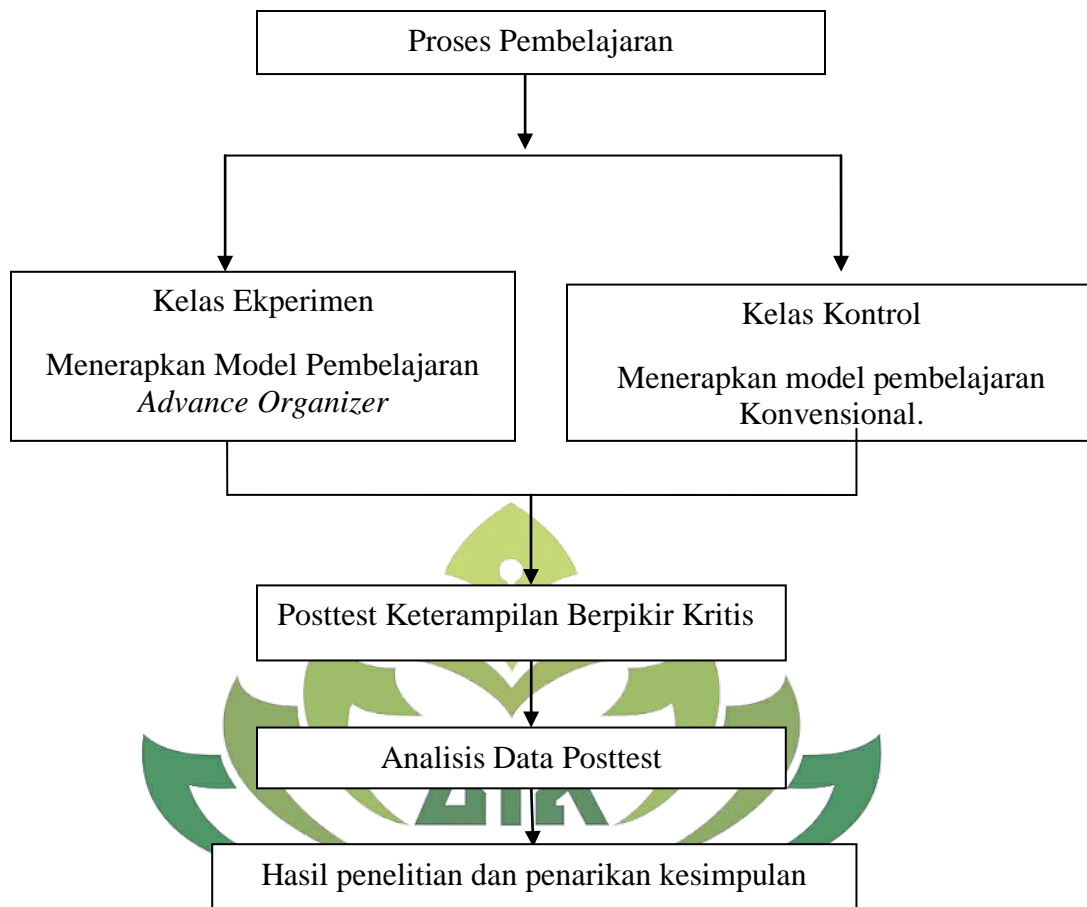 Proses Pembelajaran
Kelas Ekperimen
Menerapkan Model Pembelajaran
Advance Organizer
Kelas Kontrol
Menerapkan model pembelajaran
Konvensional.
Posttest Keterampilan Berpikir Kritis
Analisis Data Posttest
Hasil penelitian dan penarikan kesimpulan